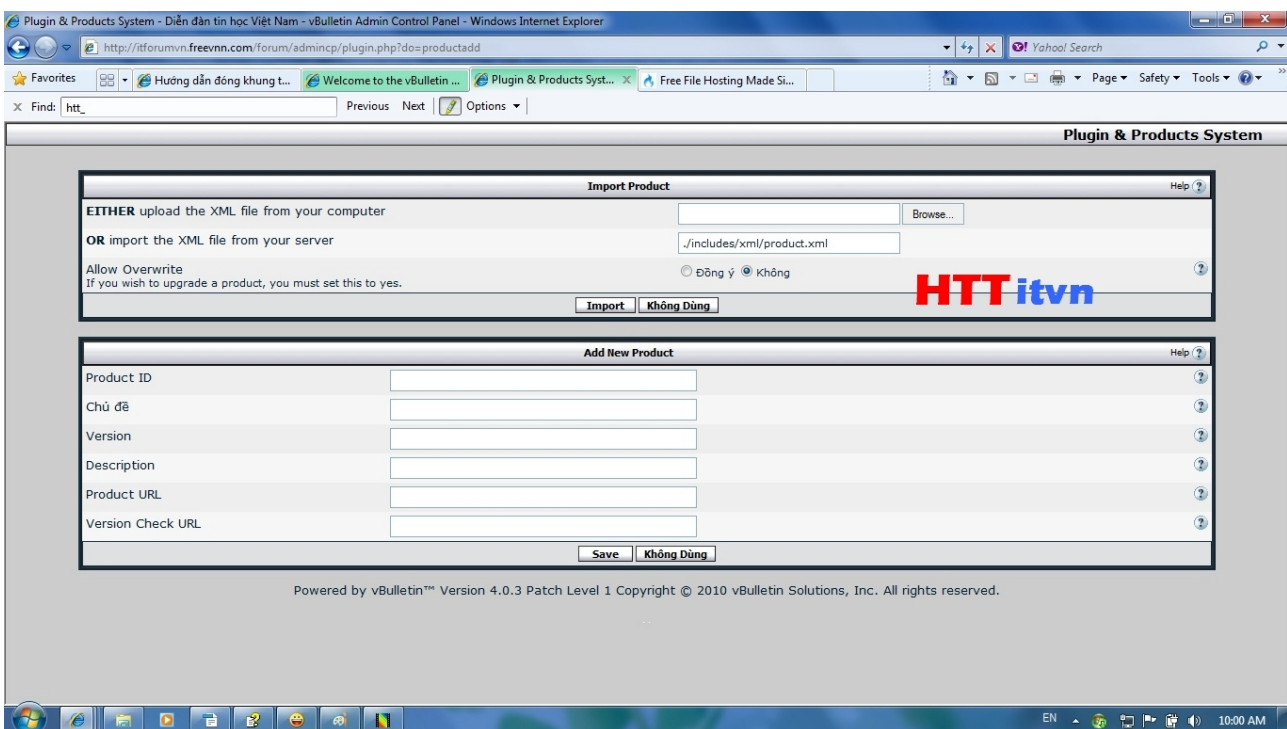 Plugin & Products System - Diễn đàn tin học Việt Nam - vBulletin Admin Control Panel - Windows Internet Explorer
http://itforumvn.freevnn.com/forum/admincp/plugin.php?do=productadd
Yahoo! Search
Favorites Hướng dẫn đóng khung t... Welcome to the vBulletin ... Plugin & Products Syst... Free File Hosting Made Si... Page Safety Tools
X Find: htt_ Previous Next Options
Plugin & Products System
Import Product Help
EITHER upload the XML file from your computer Browse...
OR import the XML file from your server ./includes/xml/product.xml
Allow Overwrite Đồng ý Không
If you wish to upgrade a product, you must set this to yes.
HTTitvn
Import Không Dùng
Add New Product Help
Product ID
Chủ đề
Version
Description
Product URL
Version Check URL
Save Không Dùng
Powered by vBulletin™ Version 4.0.3 Patch Level 1 Copyright © 2010 vBulletin Solutions, Inc. All rights reserved.
EN 10:00 AM